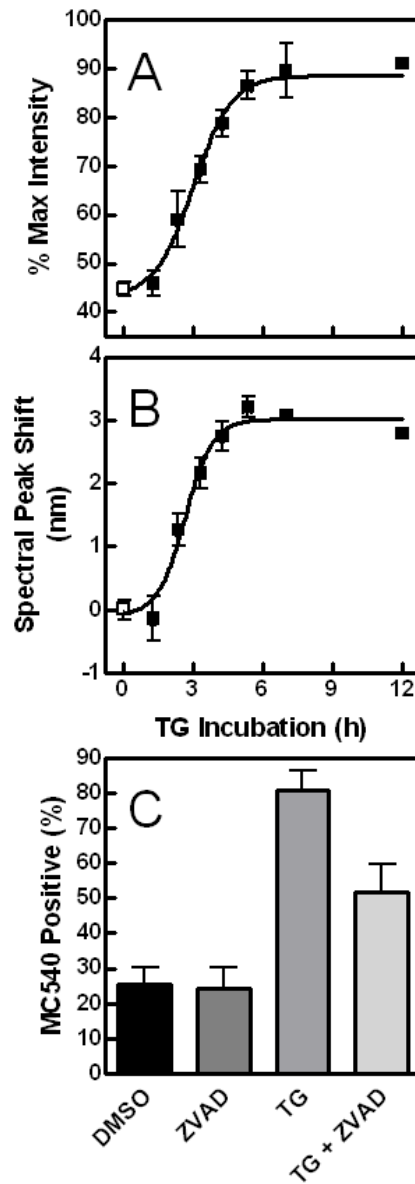 A
% Max Intensity
100
90
80
70
60
50
40
B
Spectral Peak Shift
(nm)
4
3
2
1
0
-1
0 3 6 9 12
TG Incubation (h)
C
MC540 Positive (%)
90
80
70
60
50
40
30
20
10
0
DMSO
ZVAD
TG
TG + ZVAD